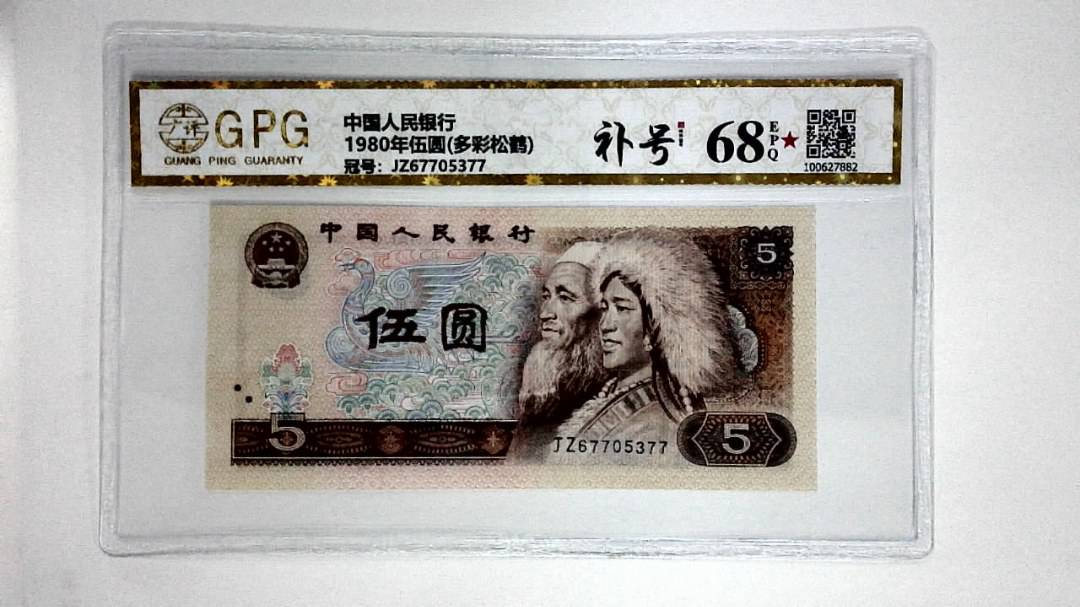 GPG
GUANG PING GUARANTY
中国人民银行
1980年伍圆(多彩松鹤)
冠号: JZ67705377
补号
68 EPQ★
100627882
中国人民银行
5
伍圆
5
JZ67705377
5